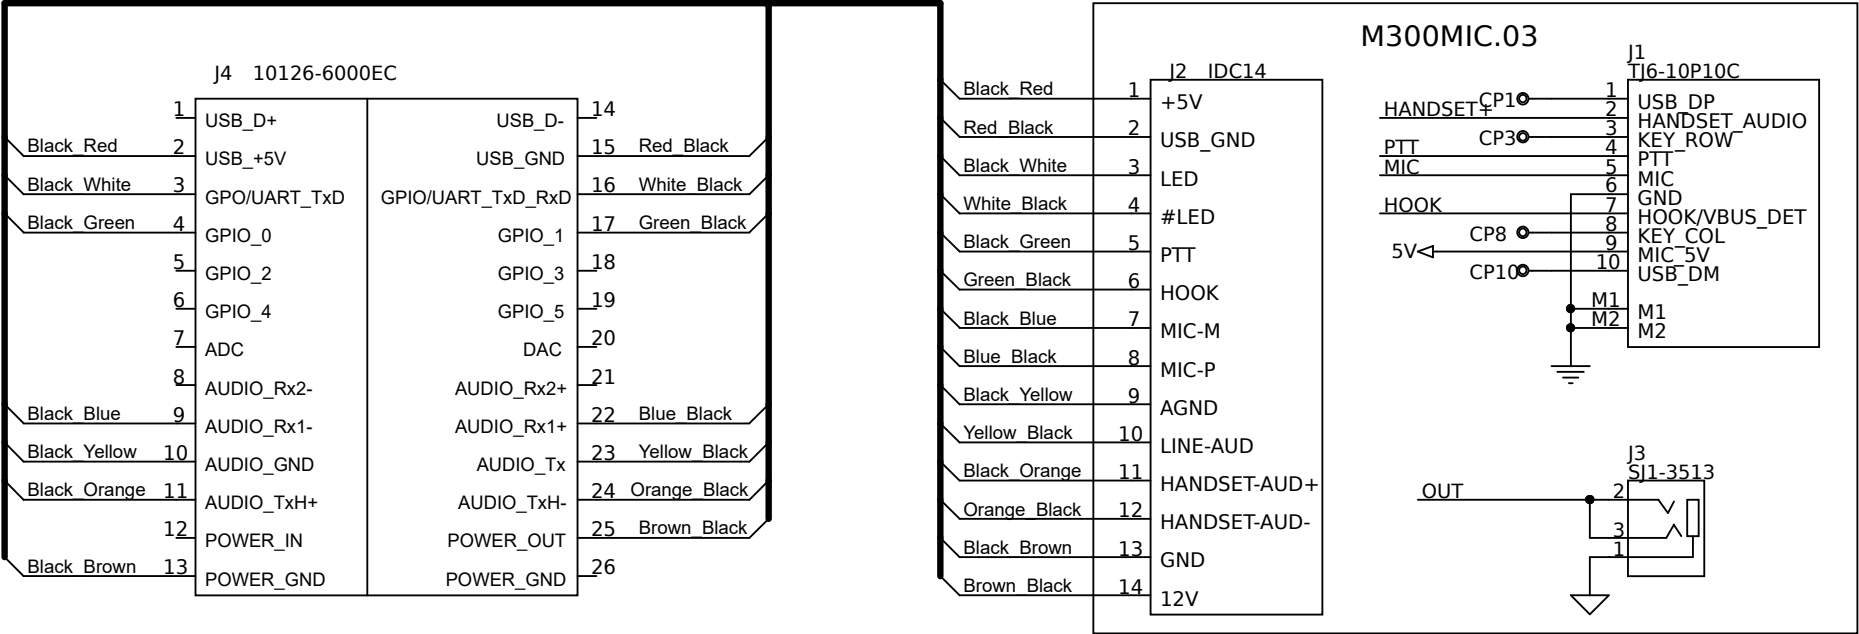 M300MIC.03
J4 10126-6000EC
1 USB_D+ USB_D- 14
Black_Red 2 USB_+5V USB_GND 15 Red_Black
Black_White 3 GPO/UART_TxD GPIO/UART_TxD_RxD 16 White_Black
Black_Green 4 GPIO_0 GPIO_1 17 Green_Black
5 GPIO_2 GPIO_3 18
6 GPIO_4 GPIO_5 19
7 ADC DAC 20
8 AUDIO_Rx2- AUDIO_Rx2+ 21
Black_Blue 9 AUDIO_Rx1- AUDIO_Rx1+ 22 Blue_Black
Black_Yellow 10 AUDIO_GND AUDIO_Tx 23 Yellow_Black
Black_Orange 11 AUDIO_TxH+ AUDIO_TxH- 24 Orange_Black
12 POWER_IN POWER_OUT 25 Brown_Black
Black_Brown 13 POWER_GND POWER_GND 26
J2 IDC14
Black_Red 1 +5V
Red_Black 2 USB_GND
Black_White 3 LED
White_Black 4 #LED
Black_Green 5 PTT
Green_Black 6 HOOK
Black_Blue 7 MIC-M
Blue_Black 8 MIC-P
Black_Yellow 9 AGND
Yellow_Black 10 LINE-AUD
Black_Orange 11 HANDSET-AUD+
Orange_Black 12 HANDSET-AUD-
Black_Brown 13 GND
Brown_Black 14 12V
J1
TJ6-10P10C
CP1 1 USB_DP
HANDSET+ 2 HANDSET_AUDIO
CP3 3 KEY_ROW
PTT 4 PTT
MIC 5 MIC
6 GND
HOOK 7 HOOK/VBUS_DET
CP8 8 KEY_COL
5V 9 MIC_5V
CP10 10 USB_DM
M1 M1
M2 M2
J3
SJ1-3513
OUT 2
3
1